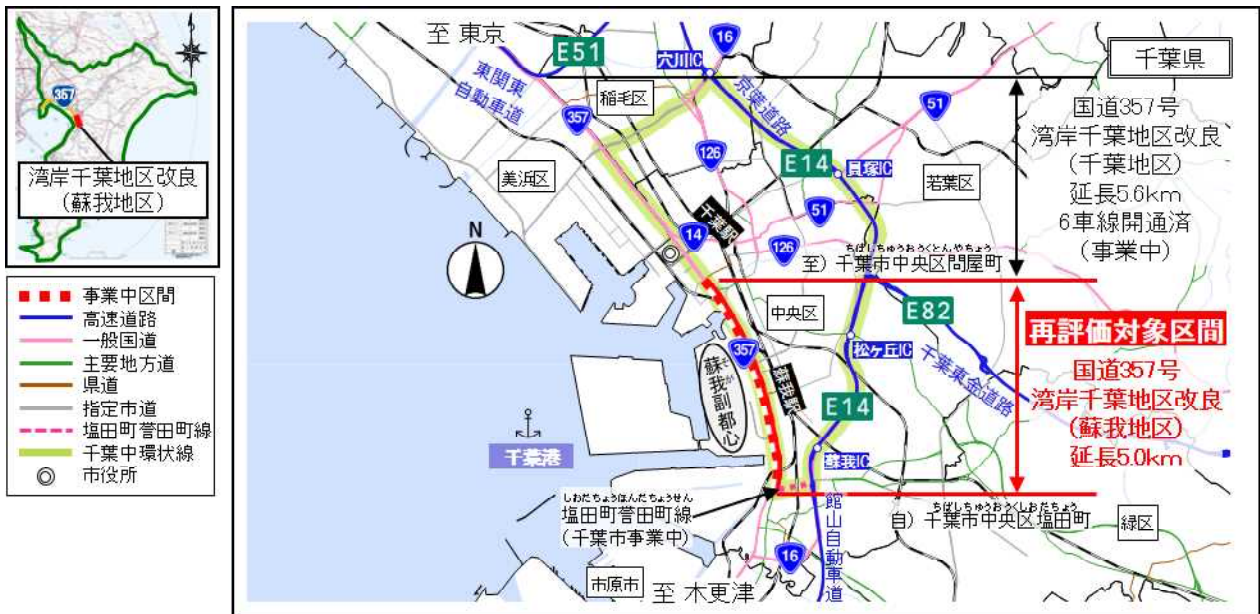 357
湾岸千葉地区改良
(蘇我地区)
事業中区間
高速道路
一般国道
主要地方道
県道
指定市道
塩田町誉田町線
千葉中環状線
市役所
至 東京
E51
16
穴川IC
千葉県
東関東
自動車道
稲毛区
京葉道路
51
国道357号
湾岸千葉地区改良
(千葉地区)
延長5.6km
6車線開通済
(事業中)
357
126
E14
貝塚IC
美浜区
若葉区
千葉駅
51
N
14
126
ちばしちゅうおうくとんやちょう
至) 千葉市中央区問屋町
中央区
E82
再評価対象区間
国道357号
湾岸千葉地区改良
(蘇我地区)
延長5.0km
357
松ヶ丘IC
千葉東金道路
そが
蘇我副都心
蘇我駅
E14
千葉港
蘇我IC
しおだちょうほんだちょうせん
塩田町誉田町線
(千葉市事業中)
ちばしちゅうおうくしおだちょう
自) 千葉市中央区塩田町
緑区
館山自動車道
16
市原市
至 木更津